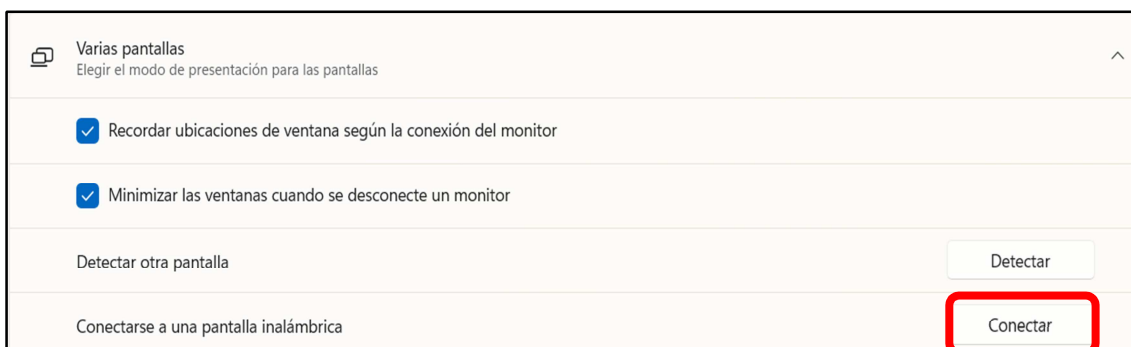 Varias pantallas
Elegir el modo de presentación para las pantallas
Recordar ubicaciones de ventana según la conexión del monitor
Minimizar las ventanas cuando se desconecte un monitor
Detectar otra pantalla
Detectar
Conectarse a una pantalla inalámbrica
Conectar